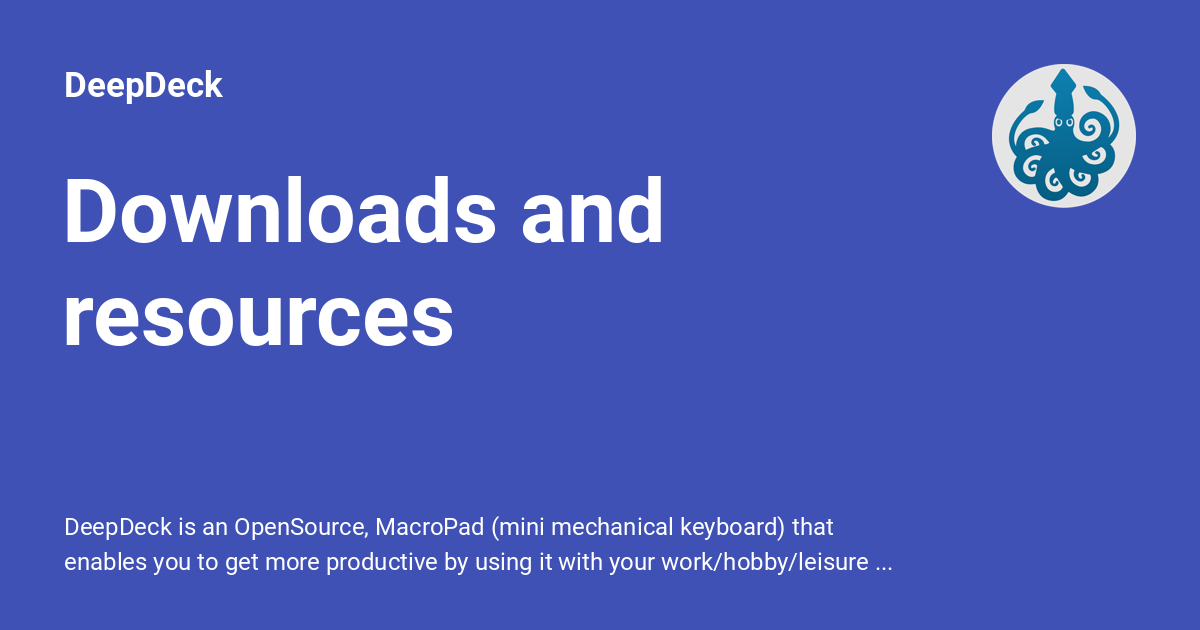 DeepDeck
Downloads and
resources
DeepDeck is an OpenSource, MacroPad (mini mechanical keyboard) that
enables you to get more productive by using it with your work/hobby/leisure ...